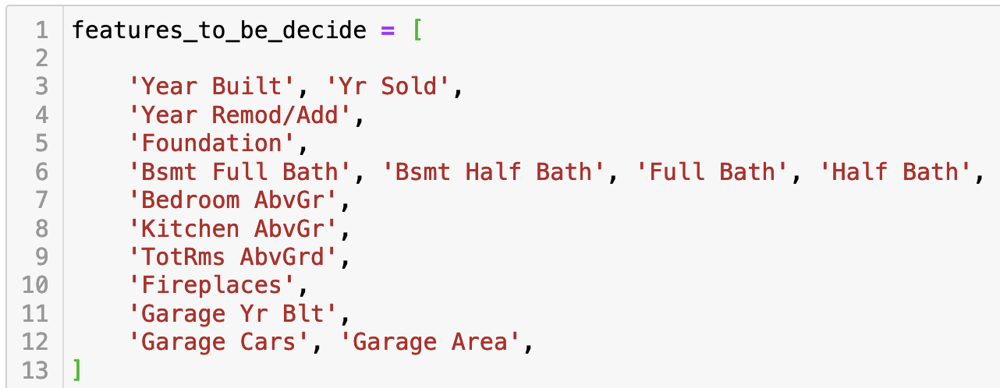 1 features_to_be_decide = [
2
3 'Year Built', 'Yr Sold',
4 'Year Remod/Add',
5 'Foundation',
6 'Bsmt Full Bath', 'Bsmt Half Bath', 'Full Bath', 'Half Bath',
7 'Bedroom AbvGr',
8 'Kitchen AbvGr',
9 'TotRms AbvGrd',
10 'Fireplaces',
11 'Garage Yr Blt',
12 'Garage Cars', 'Garage Area',
13 ]